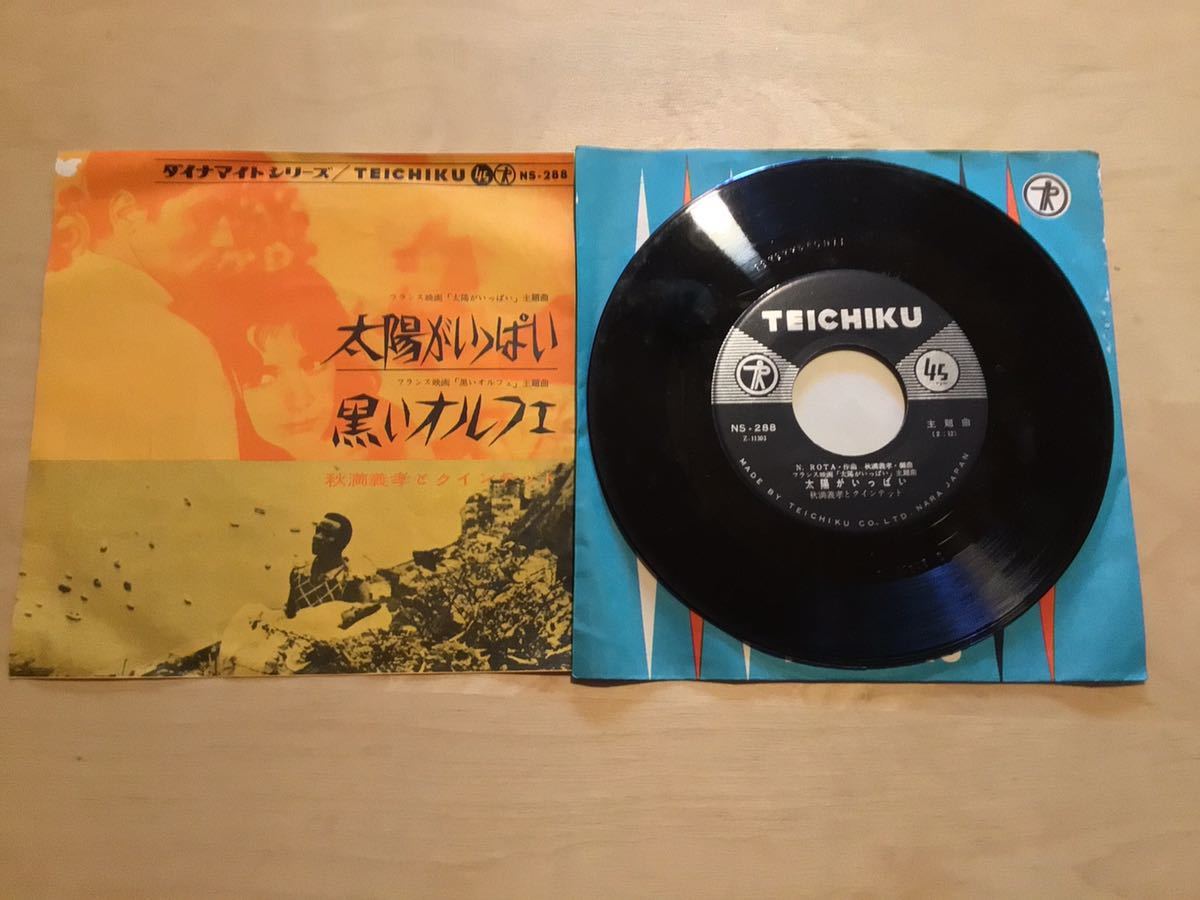 ダイナマイトシリーズ/TEICHIKU 45 NS-288
フランス映画「太陽がいっぱい」主題曲
太陽がいっぱい
フランス映画「黒いオルフェ」主題曲
黒いオルフェ
秋満義孝とクインテット
TEICHIKU
45
NS-288
主題曲
N. ROTA・作曲 秋満義孝・編曲
フランス映画「太陽がいっぱい」主題曲
太陽がいっぱい
秋満義孝とクインテット
MADE BY TEICHIKU CO., LTD. NARA JAPAN